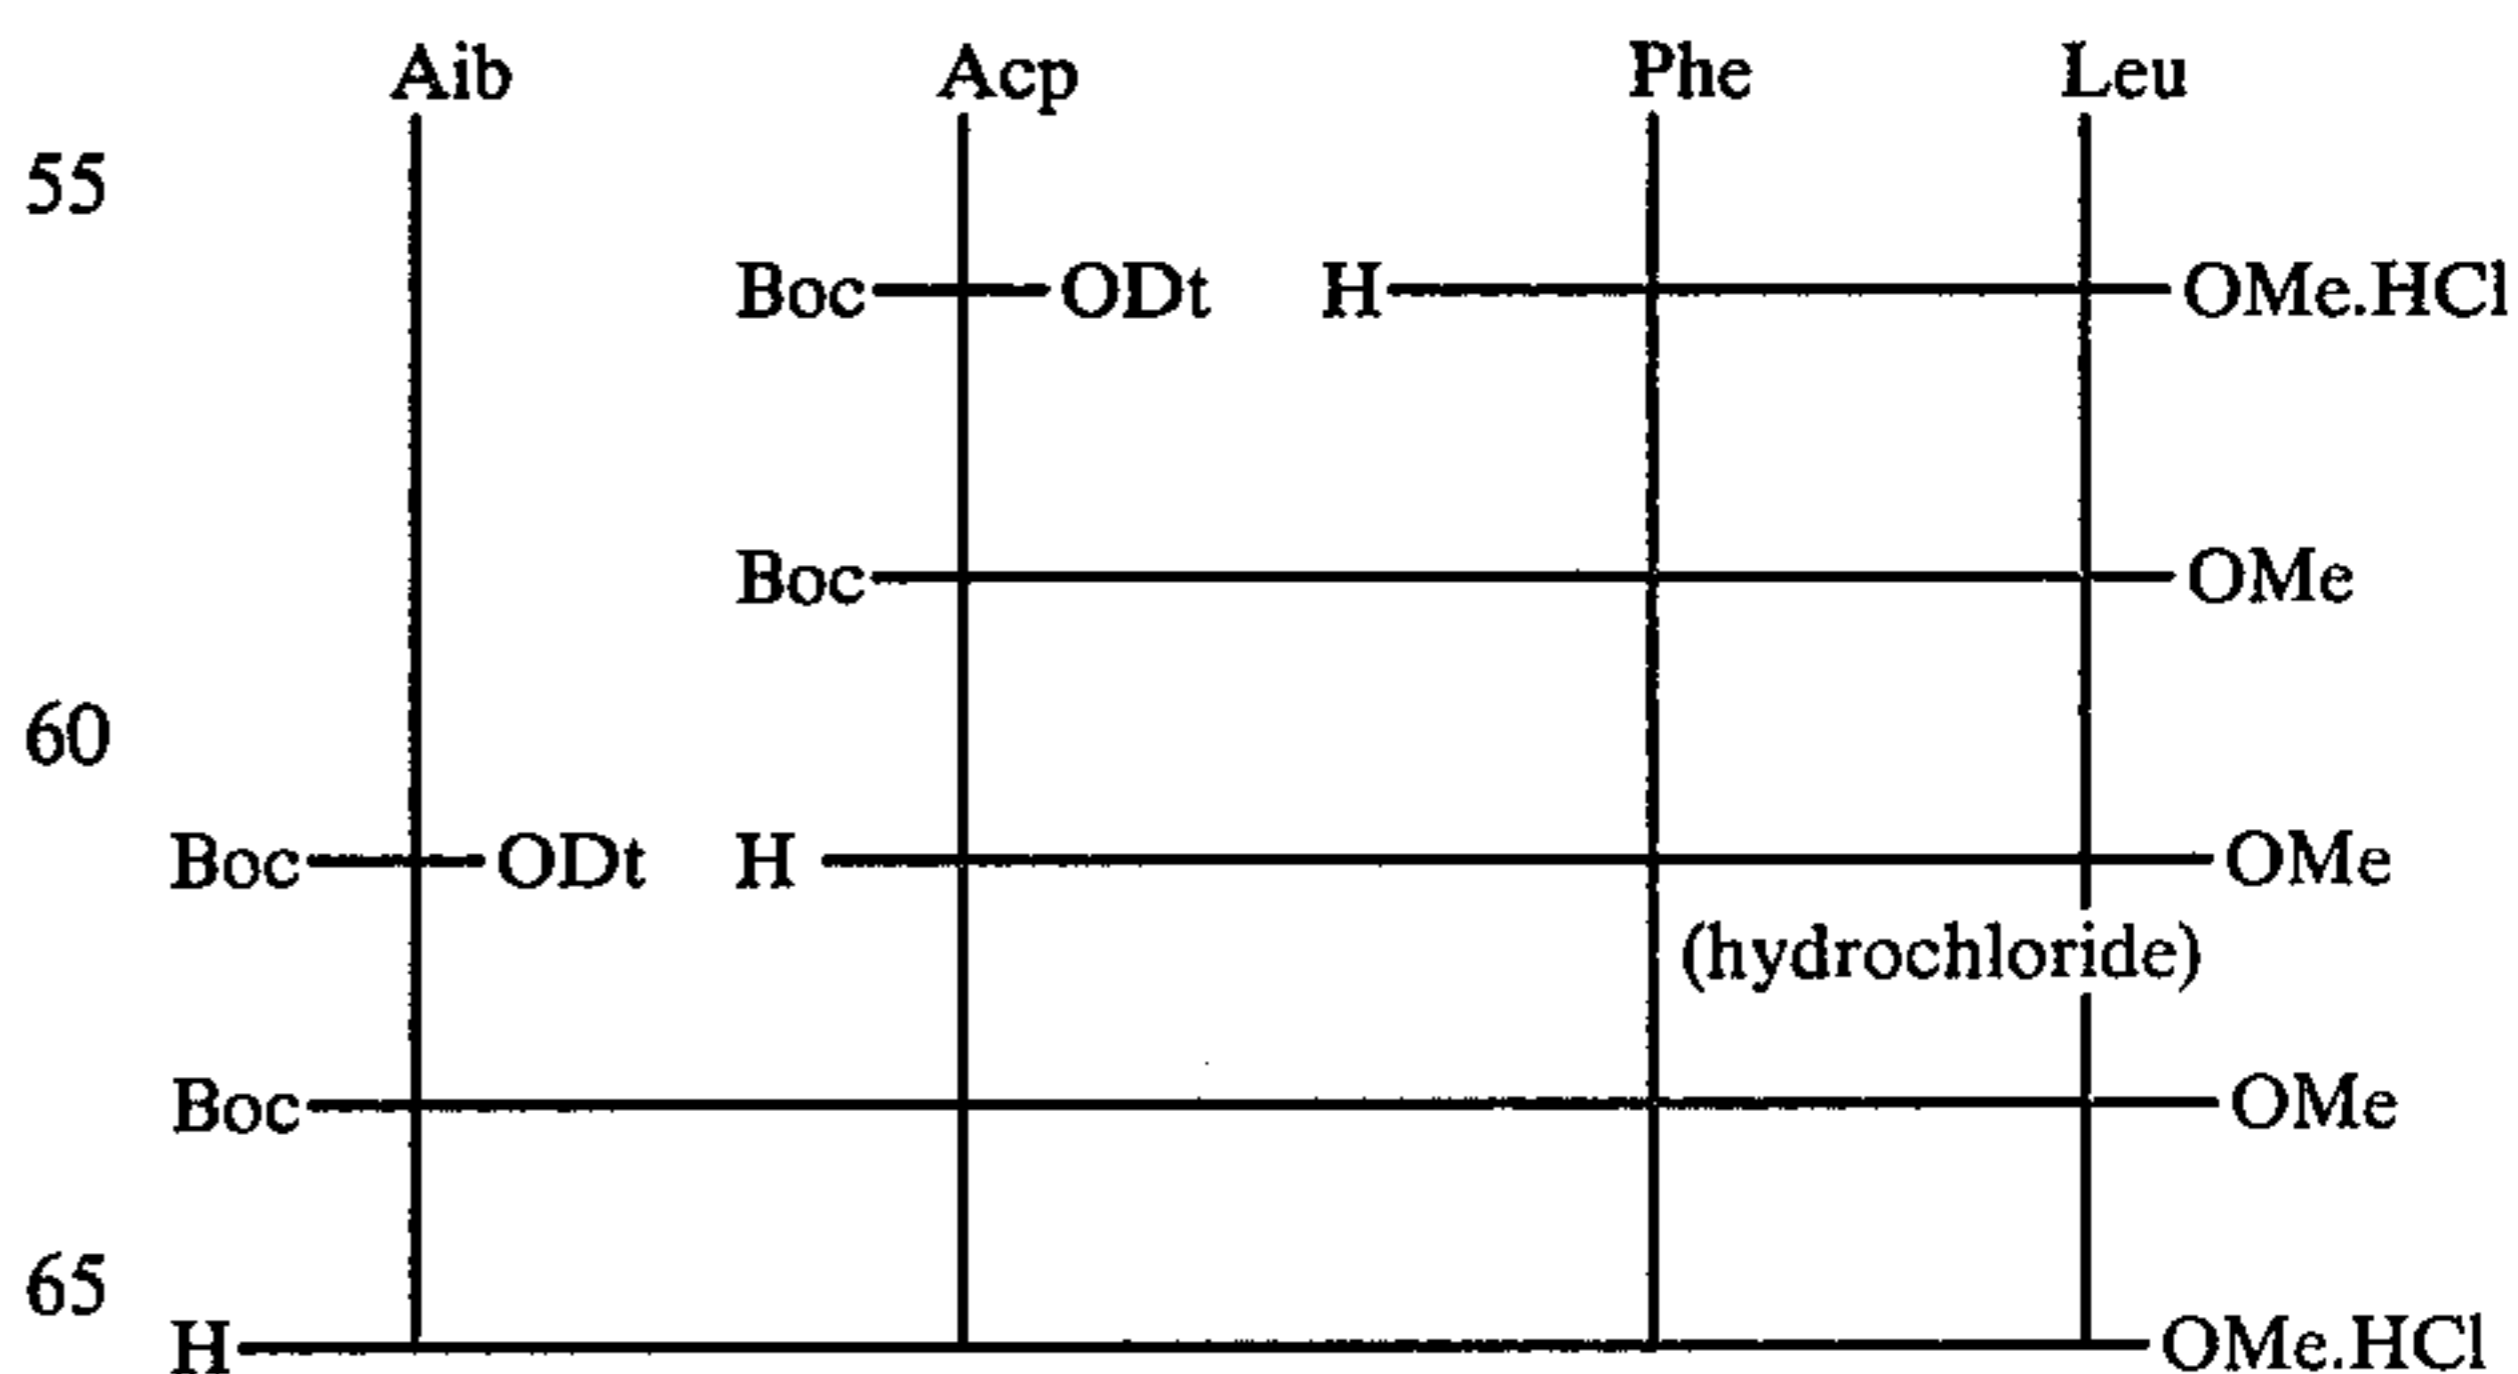 Aib Acp Phe Leu
55
Boc ODt H OMe.HCl
Boc OMe
60
Boc ODt H OMe
(hydrochloride)
Boc OMe
65
H OMe.HCl